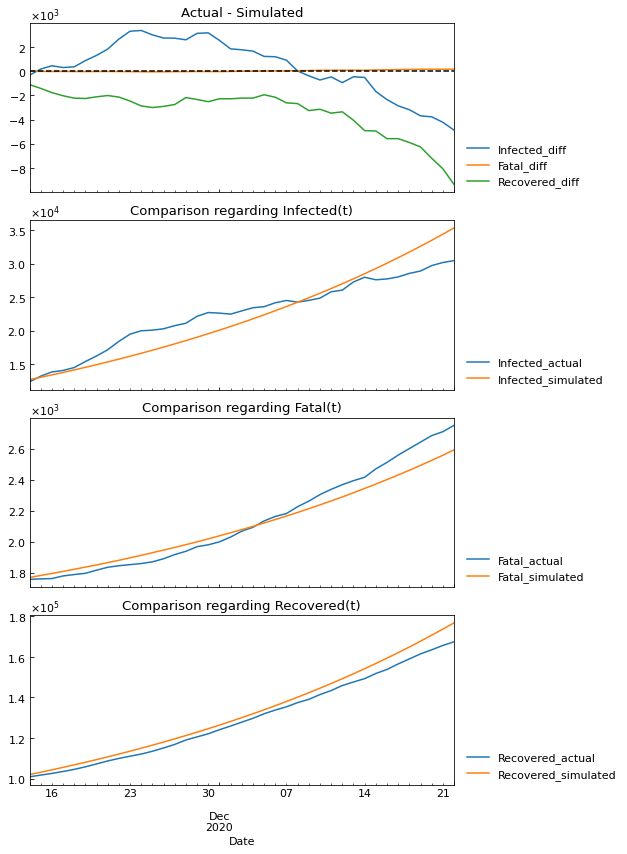 Actual - Simulated
×10³
2
0
−2
−4
−6
−8
Infected_diff
Fatal_diff
Recovered_diff
Comparison regarding Infected(t)
×10⁴
3.5
3.0
2.5
2.0
1.5
Infected_actual
Infected_simulated
Comparison regarding Fatal(t)
×10³
2.6
2.4
2.2
2.0
1.8
Fatal_actual
Fatal_simulated
Comparison regarding Recovered(t)
×10⁵
1.8
1.6
1.4
1.2
1.0
Recovered_actual
Recovered_simulated
16 23 30 07 14 21
Dec
2020
Date